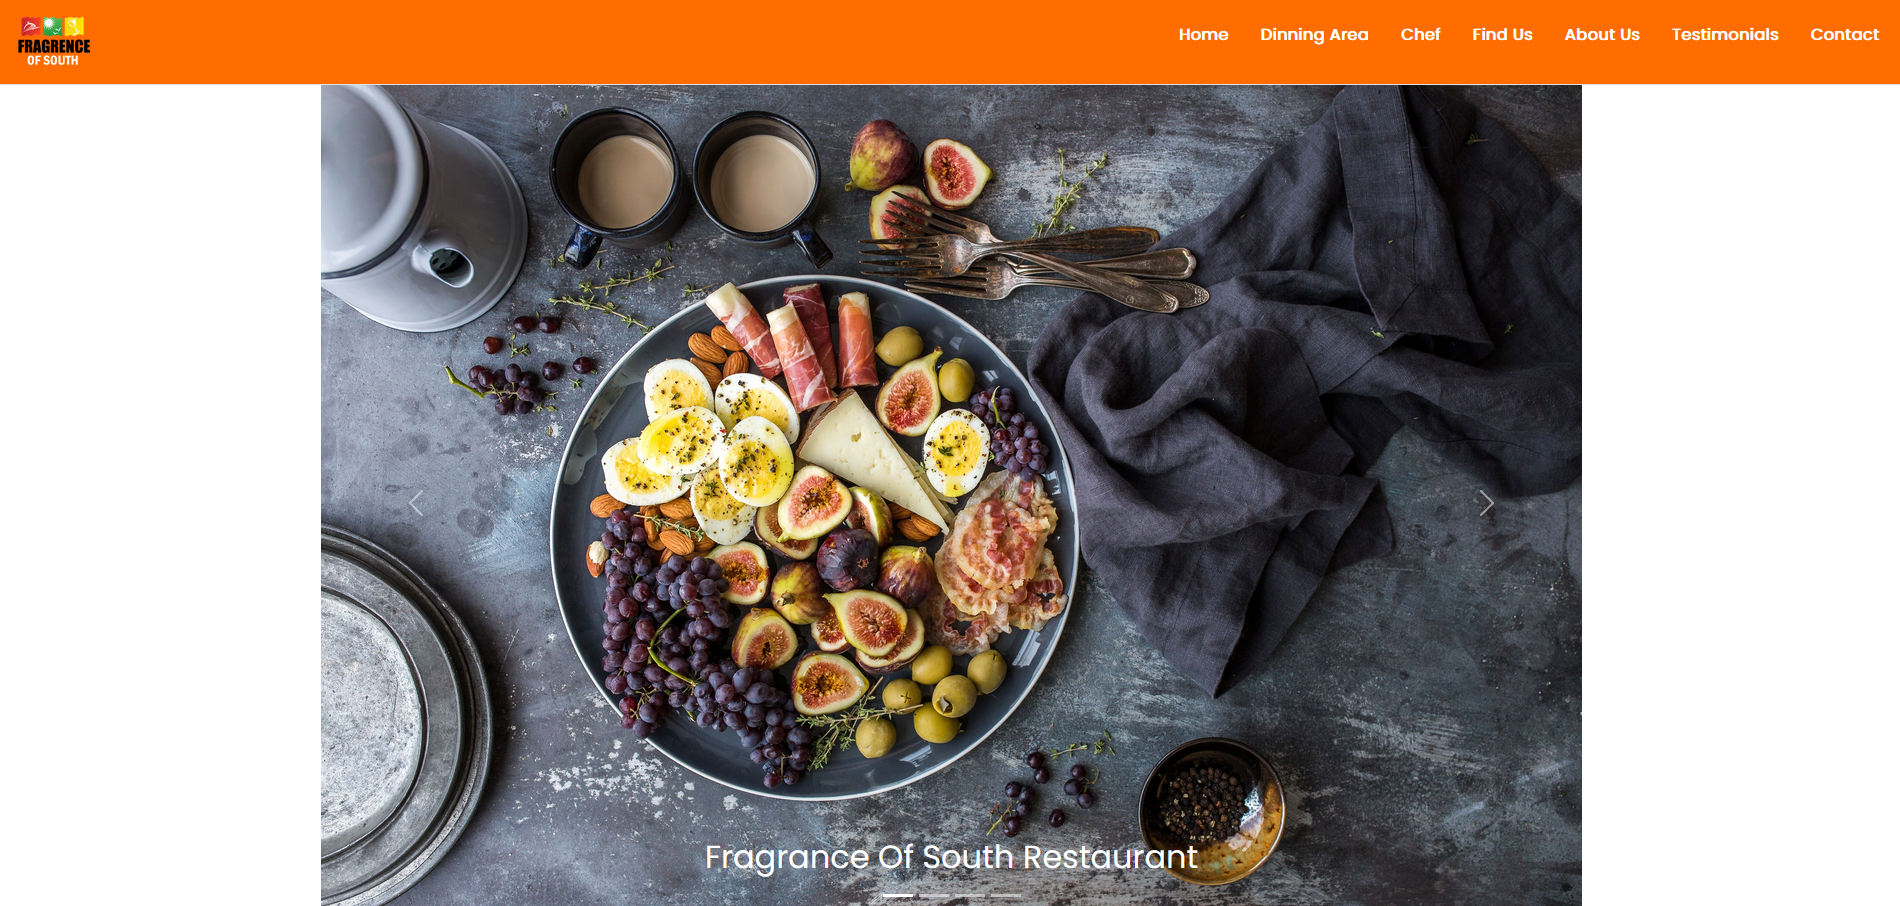 FRAGRENCE
OF SOUTH
Home Dinning Area Chef Find Us About Us Testimonials Contact
Fragrance Of South Restaurant